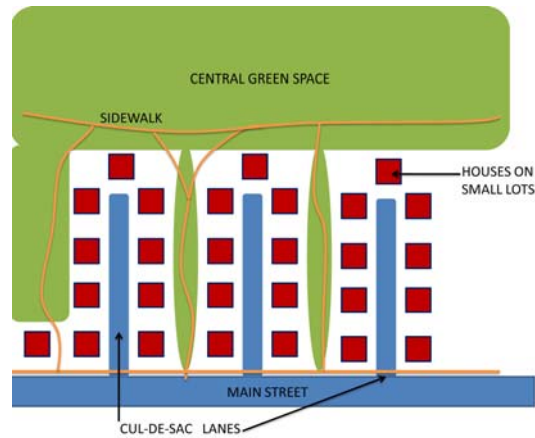 CENTRAL GREEN SPACE
SIDEWALK
HOUSES ON
SMALL LOTS
MAIN STREET
CUL-DE-SAC LANES